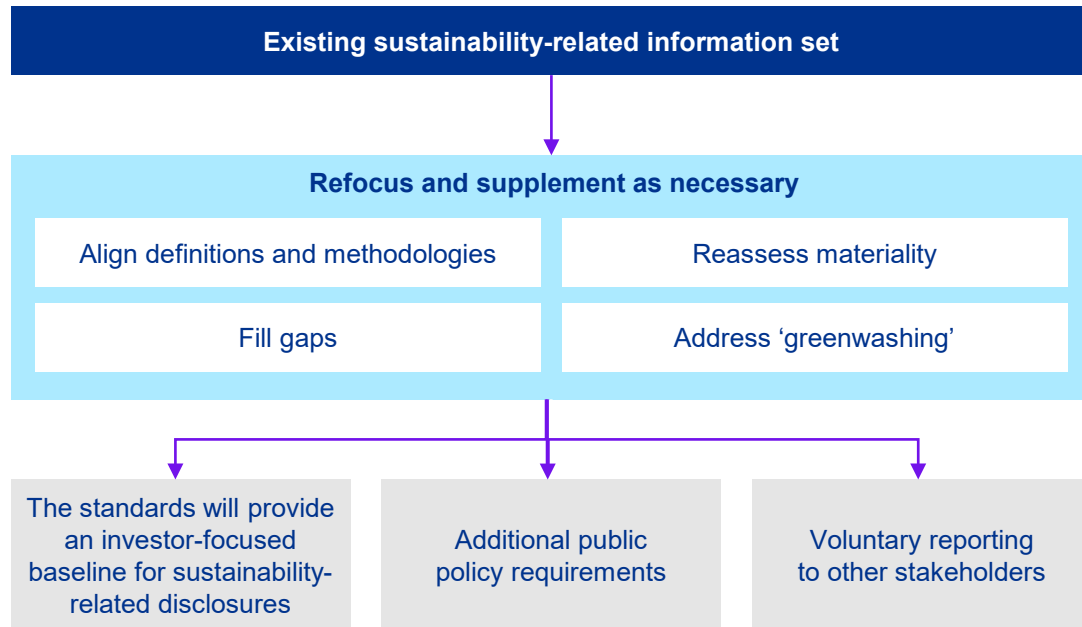 Existing sustainability-related information set
Refocus and supplement as necessary
Align definitions and methodologies
Reassess materiality
Fill gaps
Address ‘greenwashing’
The standards will provide
an investor-focused
baseline for sustainability-
related disclosures
Additional public
policy requirements
Voluntary reporting
to other stakeholders